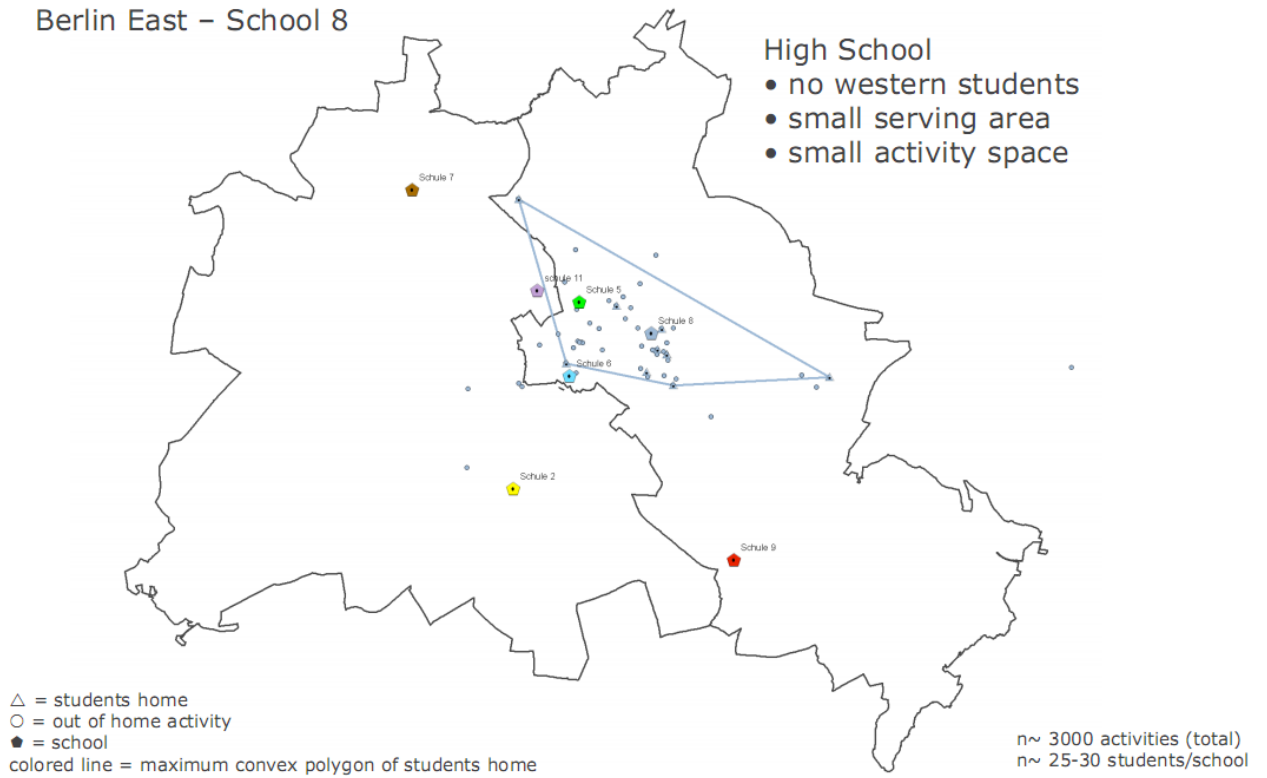 Berlin East – School 8
High School
• no western students
• small serving area
• small activity space
Schule 7
schule 11
Schule 5
Schule 8
Schule 6
Schule 2
Schule 9
△ = students home
○ = out of home activity
⬟ = school
colored line = maximum convex polygon of students home
n~ 3000 activities (total)
n~ 25-30 students/school